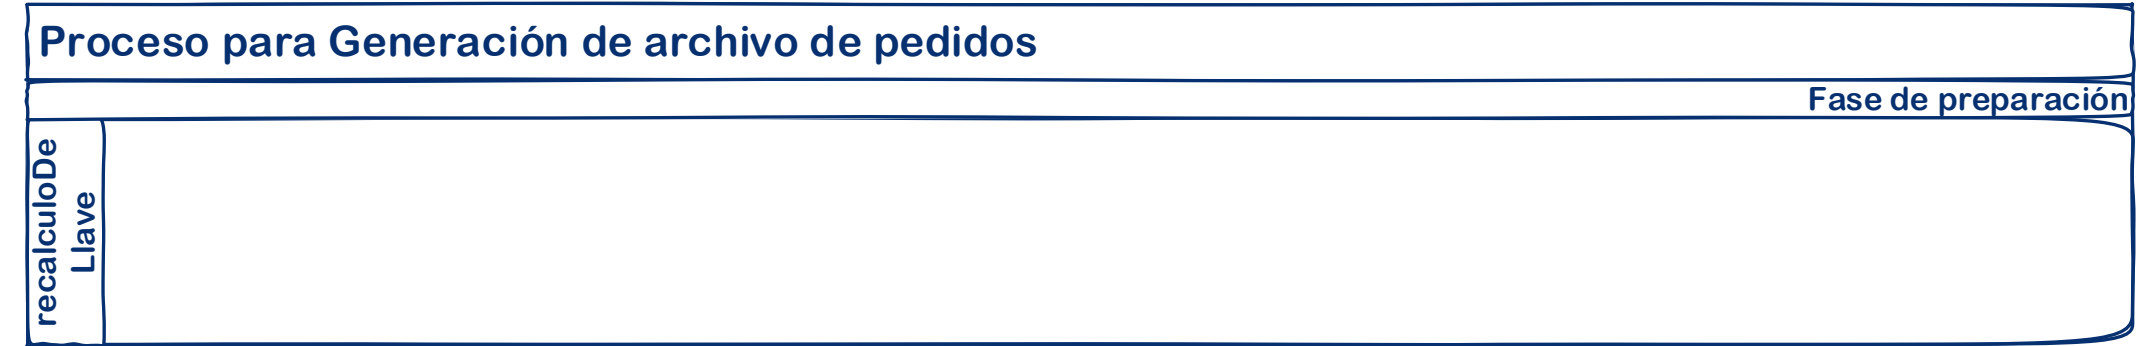 Proceso para Generación de archivo de pedidos
Fase de preparación
recalculoDe
Llave